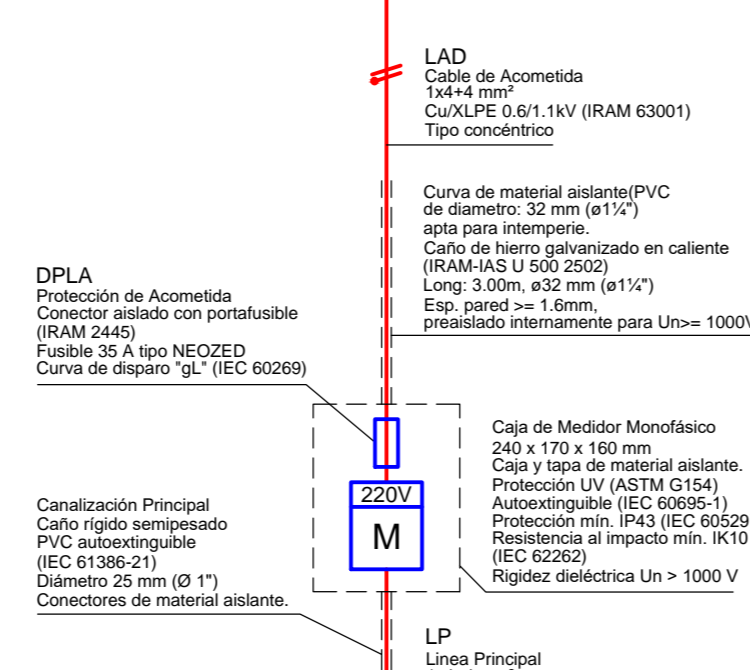 LAD
Cable de Acometida
1x4+4 mm²
Cu/XLPE 0.6/1.1kV (IRAM 63001)
Tipo concéntrico
Curva de material aislante(PVC
de diametro: 32 mm (ø1¼")
apta para intemperie.
Caño de hierro galvanizado en caliente
(IRAM-IAS U 500 2502)
Long: 3.00m, ø32 mm (ø1¼")
Esp. pared >= 1.6mm,
preaislado internamente para Un>= 1000V
DPLA
Protección de Acometida
Conector aislado con portafusible
(IRAM 2445)
Fusible 35 A tipo NEOZED
Curva de disparo "gL" (IEC 60269)
Caja de Medidor Monofásico
240 x 170 x 160 mm
Caja y tapa de material aislante.
Protección UV (ASTM G154)
Autoextinguible (IEC 60695-1)
Protección mín. IP43 (IEC 60529
Resistencia al impacto mín. IK10
(IEC 62262)
Rigidez dieléctrica Un > 1000 V
220V
M
Canalización Principal
Caño rígido semipesado
PVC autoextinguible
(IEC 61386-21)
Diámetro 25 mm (Ø 1")
Conectores de material aislante.
LP
Linea Principal